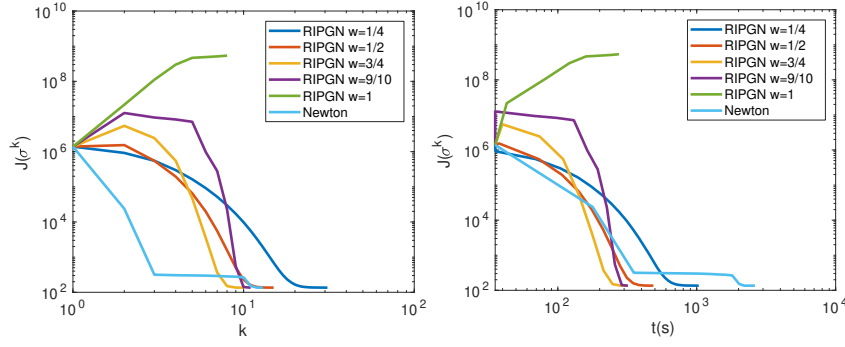 10^10
10^8
10^6
10^4
10^2
J(σ^k)
10^0
10^1
10^2
k
RIPGN w=1/4
RIPGN w=1/2
RIPGN w=3/4
RIPGN w=9/10
RIPGN w=1
Newton
10^10
10^8
10^6
10^4
10^2
J(σ^k)
10^2
10^3
10^4
t(s)
RIPGN w=1/4
RIPGN w=1/2
RIPGN w=3/4
RIPGN w=9/10
RIPGN w=1
Newton